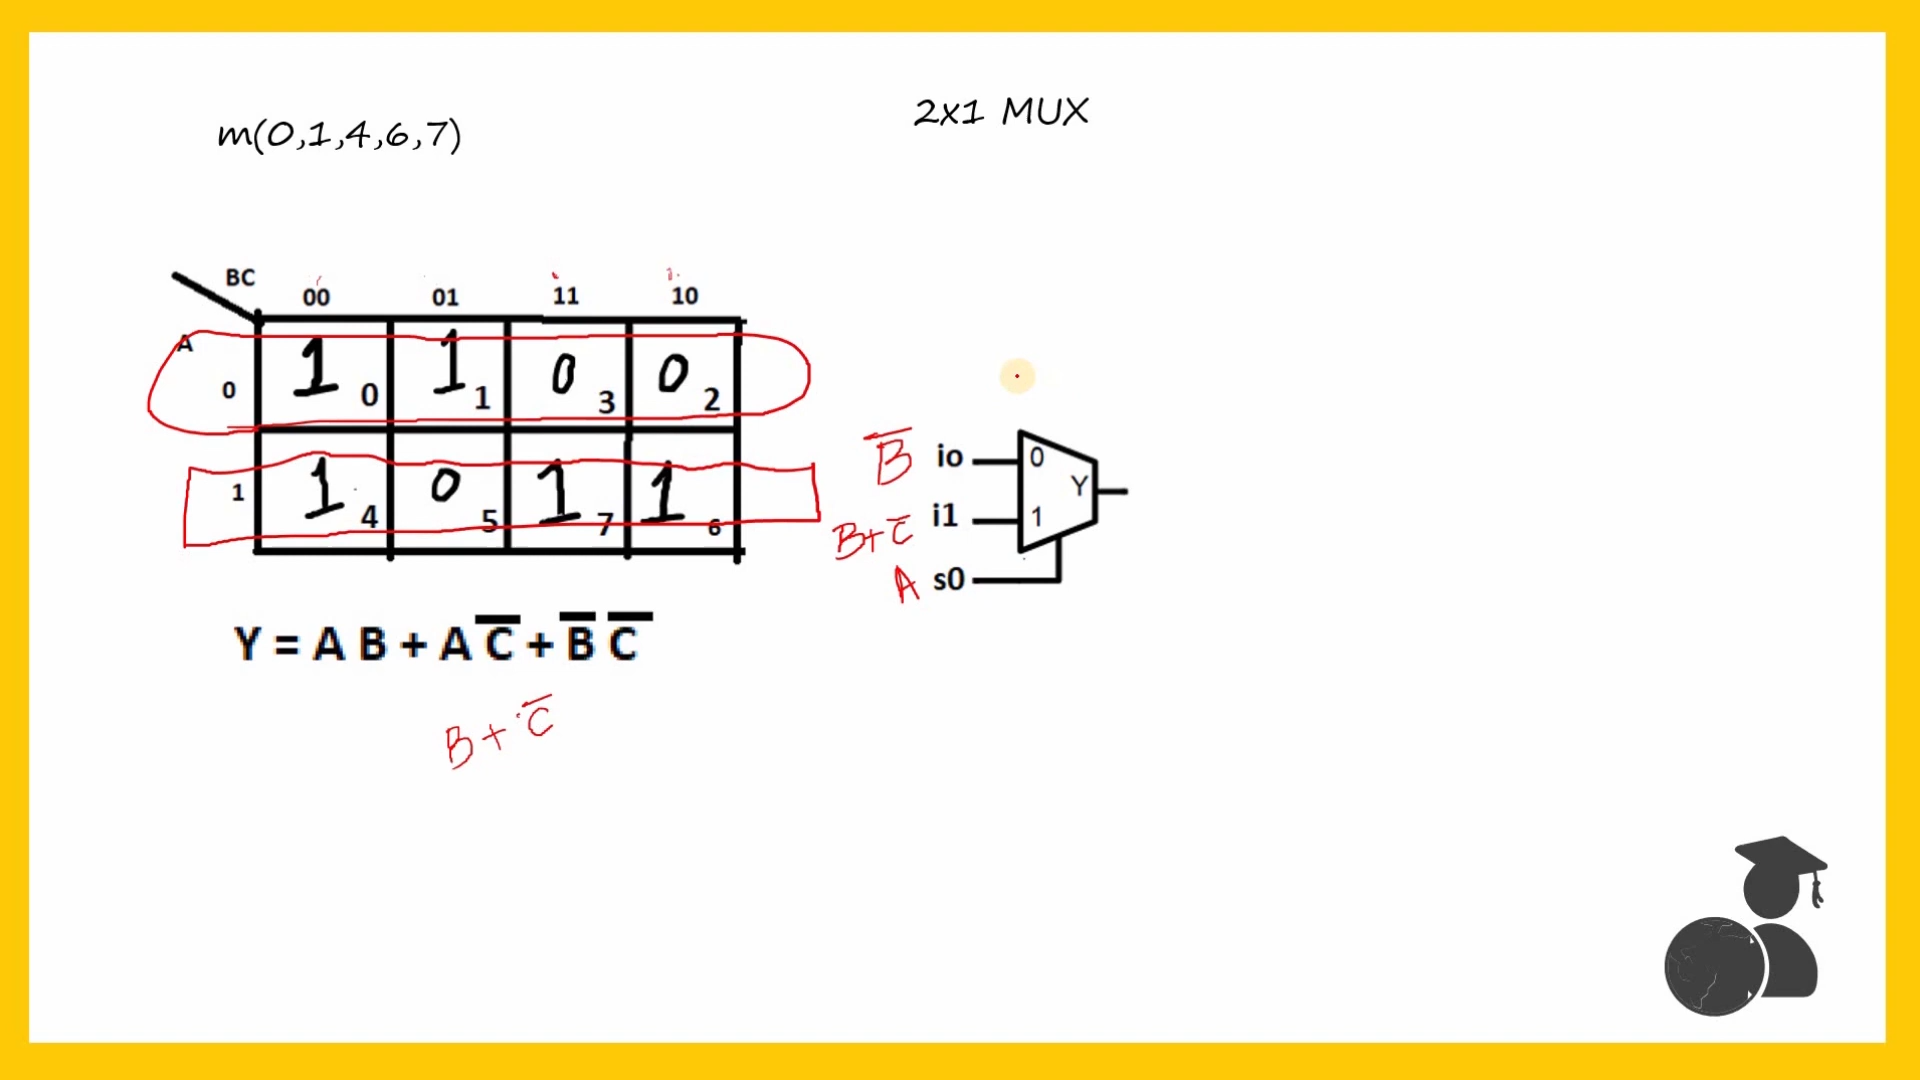 m(0,1,4,6,7)
2x1 MUX
BC
00 01 11 10
A
0 1 0 1 1 0 3 0 2
1 1 4 0 5 1 7 1 6
B̅ io 0
Y
B+C̅ i1 1
A s0
Y = A B + A C̅ + B̅ C̅
B+C̅